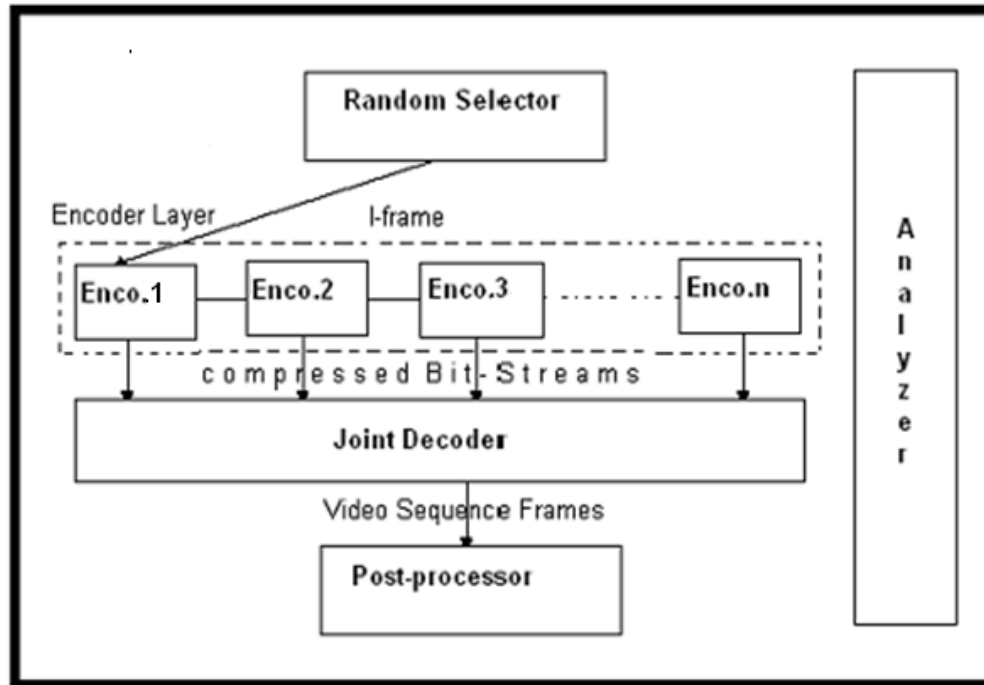 Random Selector
Encoder Layer
I-frame
Enco.1
Enco.2
Enco.3
Enco.n
compressed Bit-Streams
Joint Decoder
Video Sequence Frames
Post-processor
Analyzer